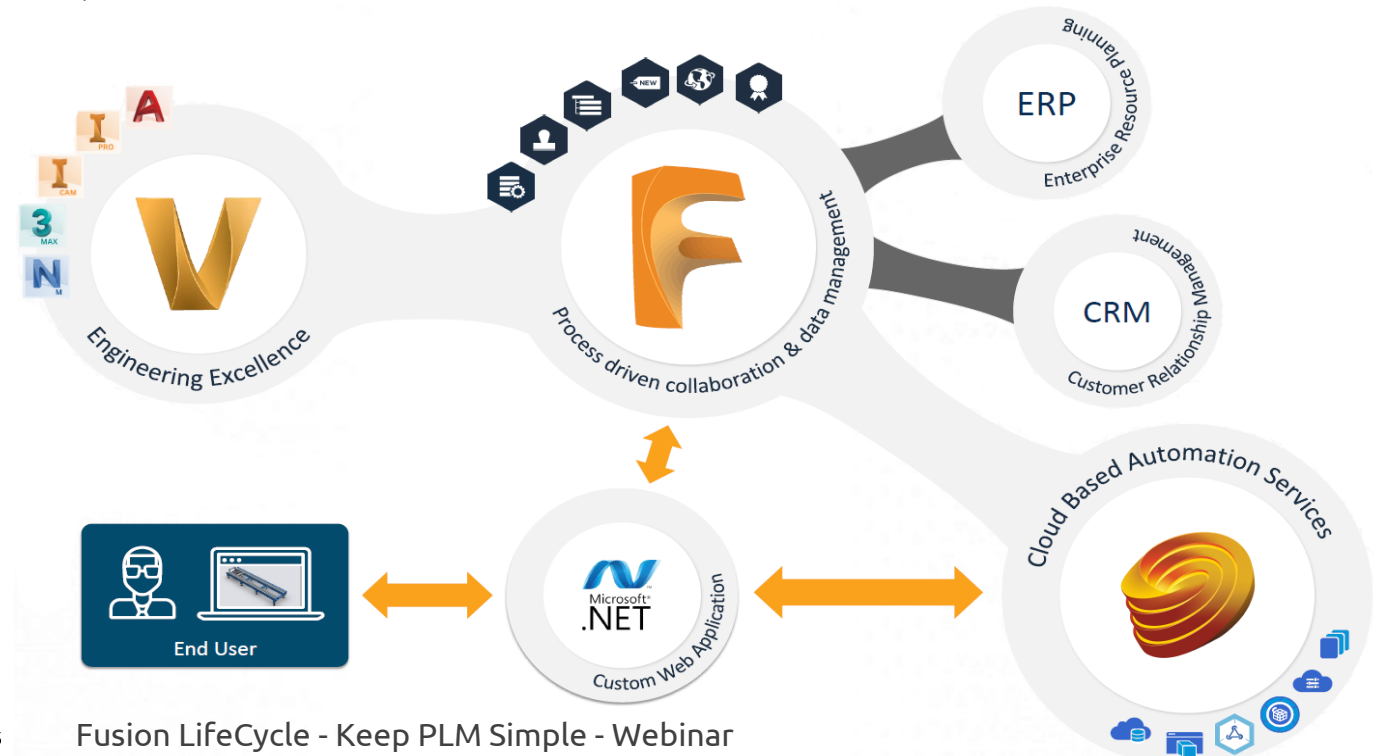 A
I
PRO
I
CAM
3
MAX
N
M
Engineering Excellence
NEW
Process driven collaboration & data management
ERP
Enterprise Resource Planning
CRM
Customer Relationship Management
Cloud Based Automation Services
Microsoft®
.NET
Custom Web Application
End User
s
Fusion LifeCycle - Keep PLM Simple - Webinar